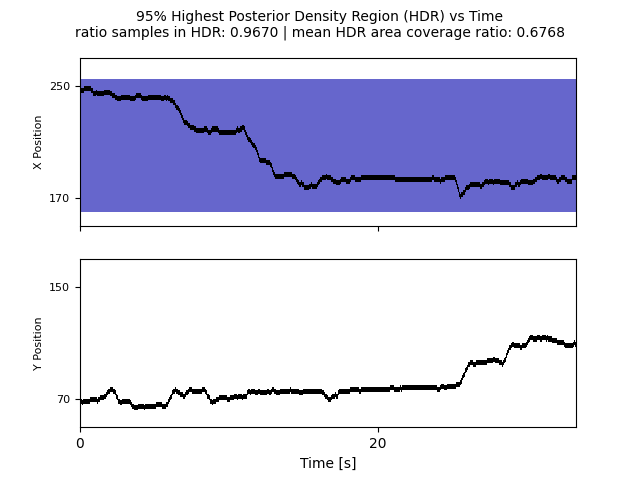 95% Highest Posterior Density Region (HDR) vs Time
ratio samples in HDR: 0.9670 | mean HDR area coverage ratio: 0.6768
250
170
X Position
150
70
Y Position
0
20
Time [s]